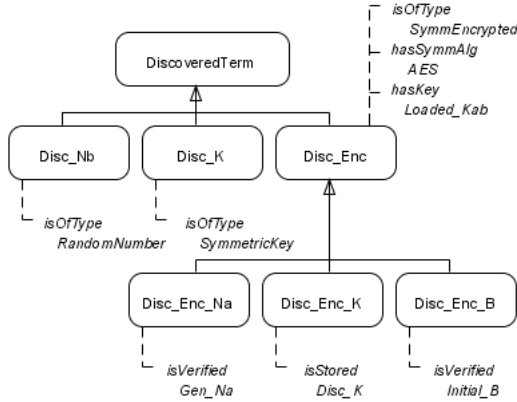 isOfType
SymmEncrypted
hasSymmAlg
AES
hasKey
Loaded_Kab
DiscoveredTerm
Disc_Nb
Disc_K
Disc_Enc
isOfType
RandomNumber
isOfType
SymmetricKey
Disc_Enc_Na
Disc_Enc_K
Disc_Enc_B
isVerified
Gen_Na
isStored
Disc_K
isVerified
Initial_B